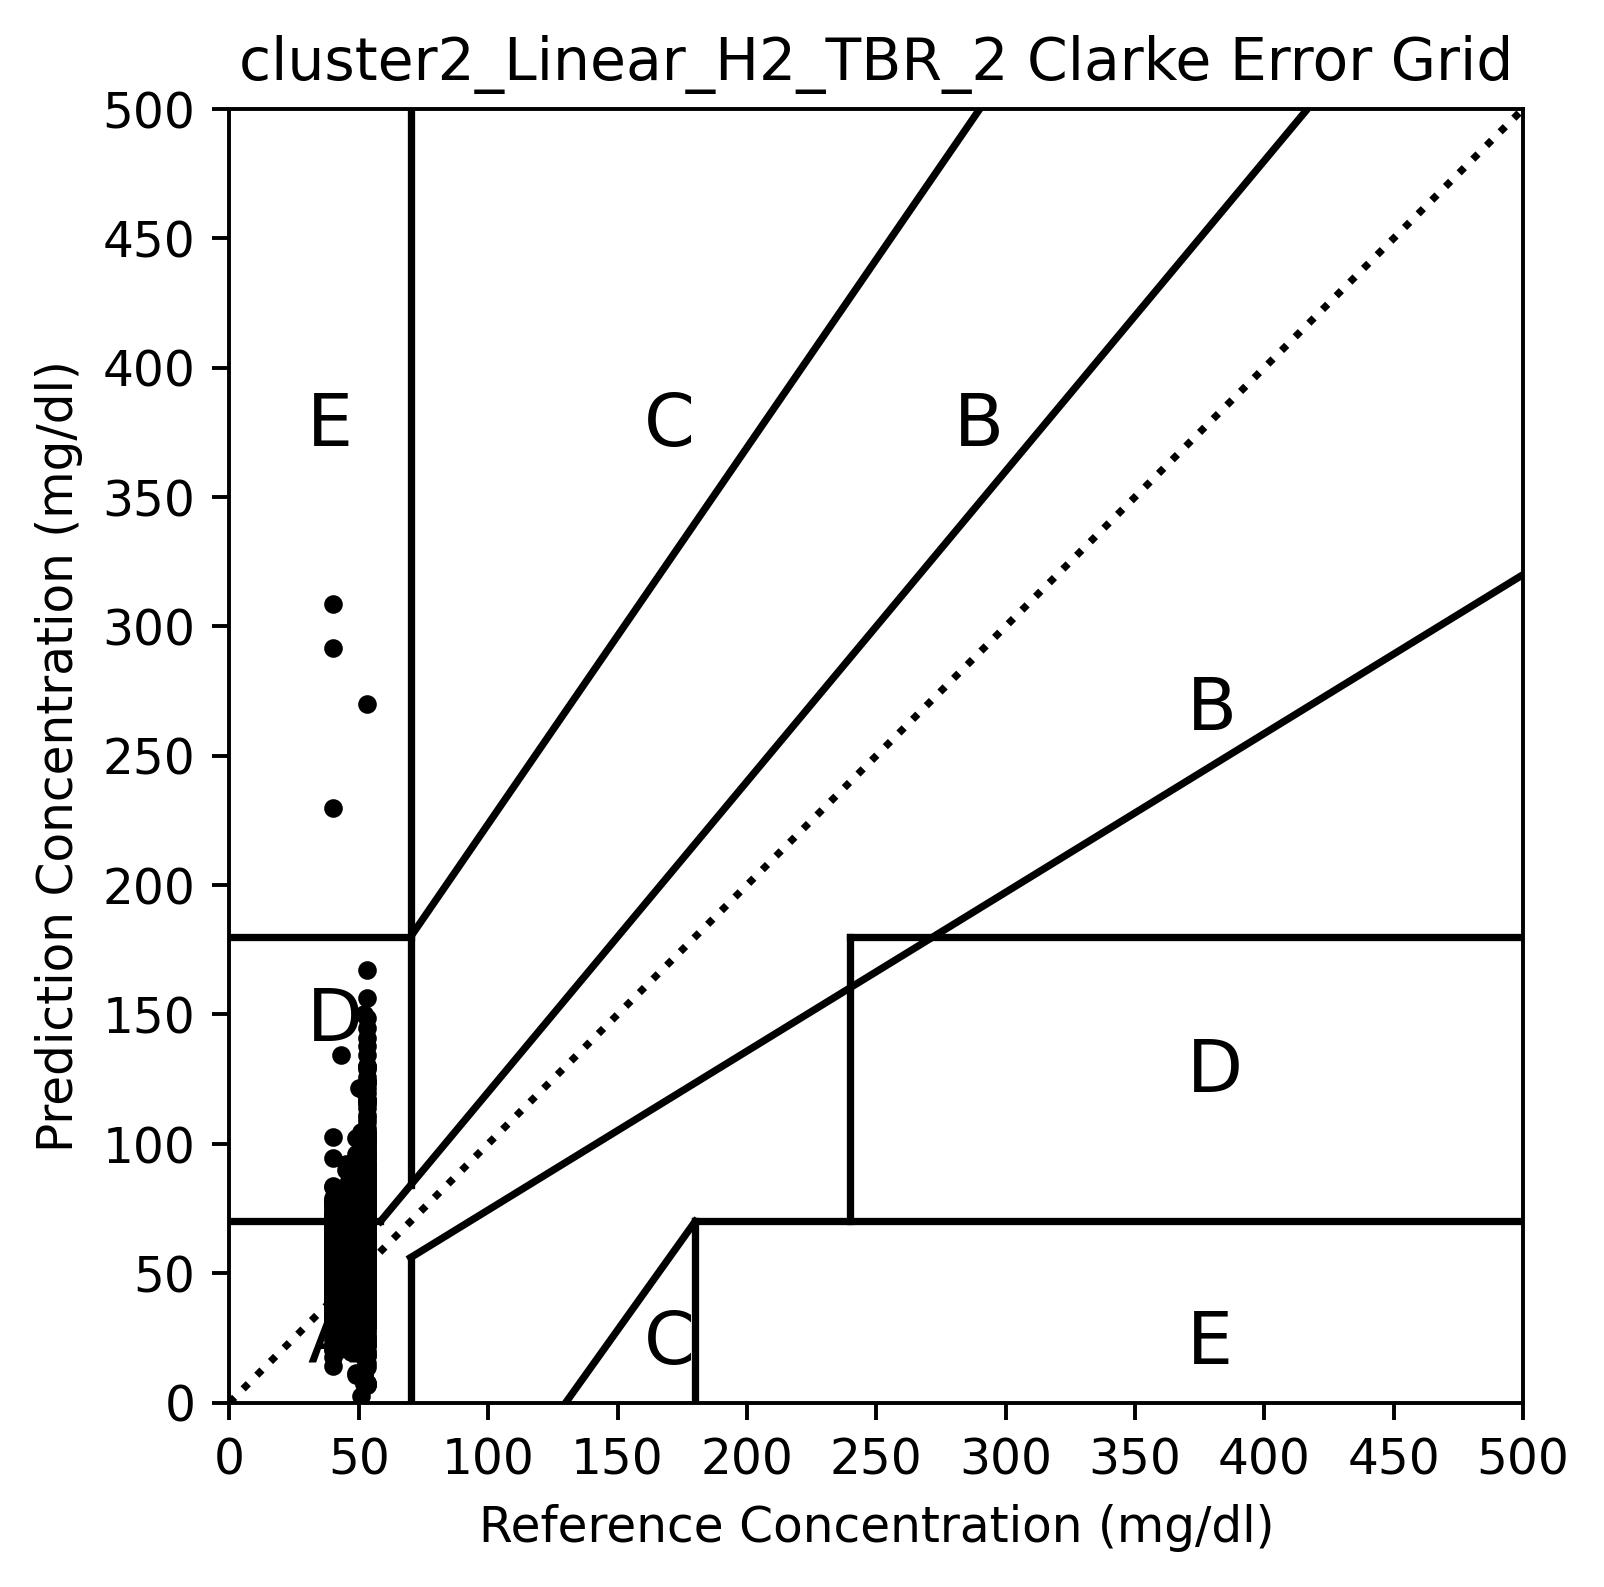 cluster2_Linear_H2_TBR_2 Clarke Error Grid
500
450
400
350
300
250
200
150
100
50
0
Prediction Concentration (mg/dl)
E
C
B
B
D
D
A
C
E
0 50 100 150 200 250 300 350 400 450 500
Reference Concentration (mg/dl)